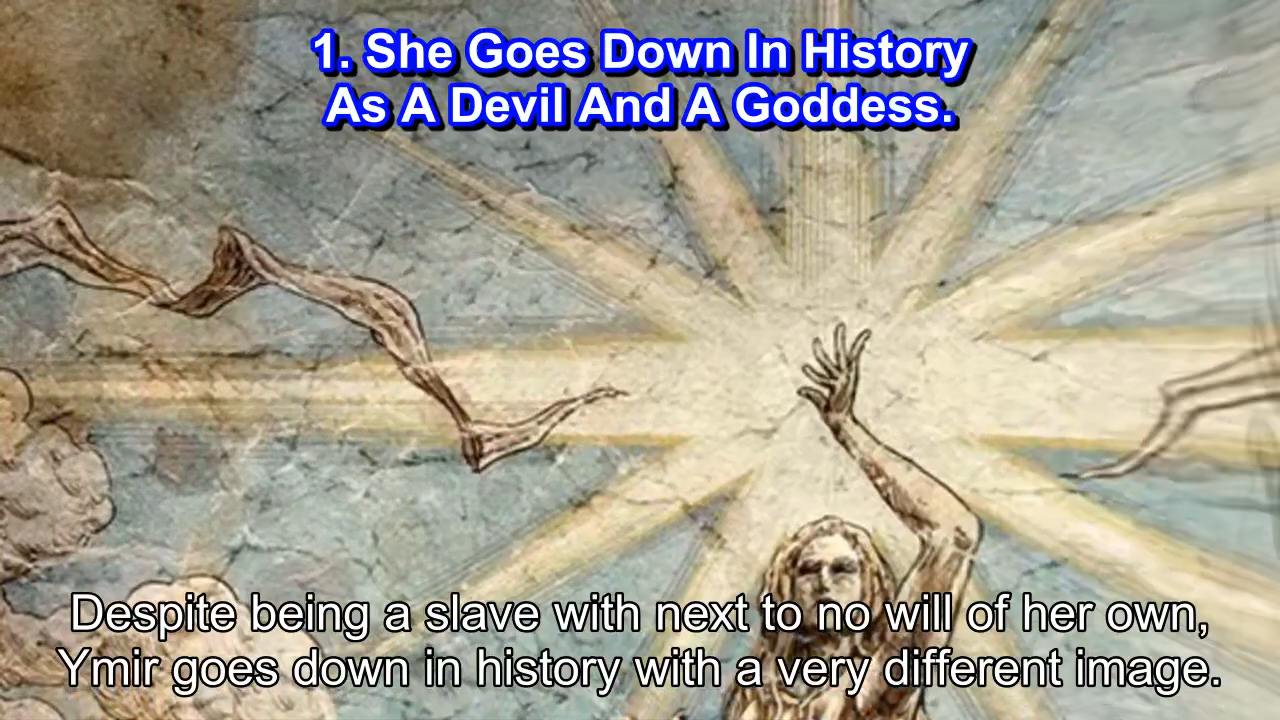 1. She Goes Down In History
As A Devil And A Goddess.
Despite being a slave with next to no will of her own,
Ymir goes down in history with a very different image.